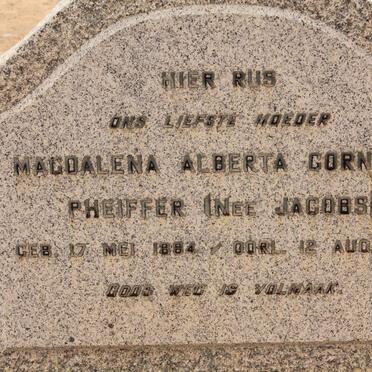 HIER RUS
ONS LIEFSTE MOEDER
MAGDALENA ALBERTA CORN
PHEIFFER (NEE JACOBS
GEB. 17 MEI 1884 / OORL. 12 AUG
GODS WEG IS VOLMAAK.